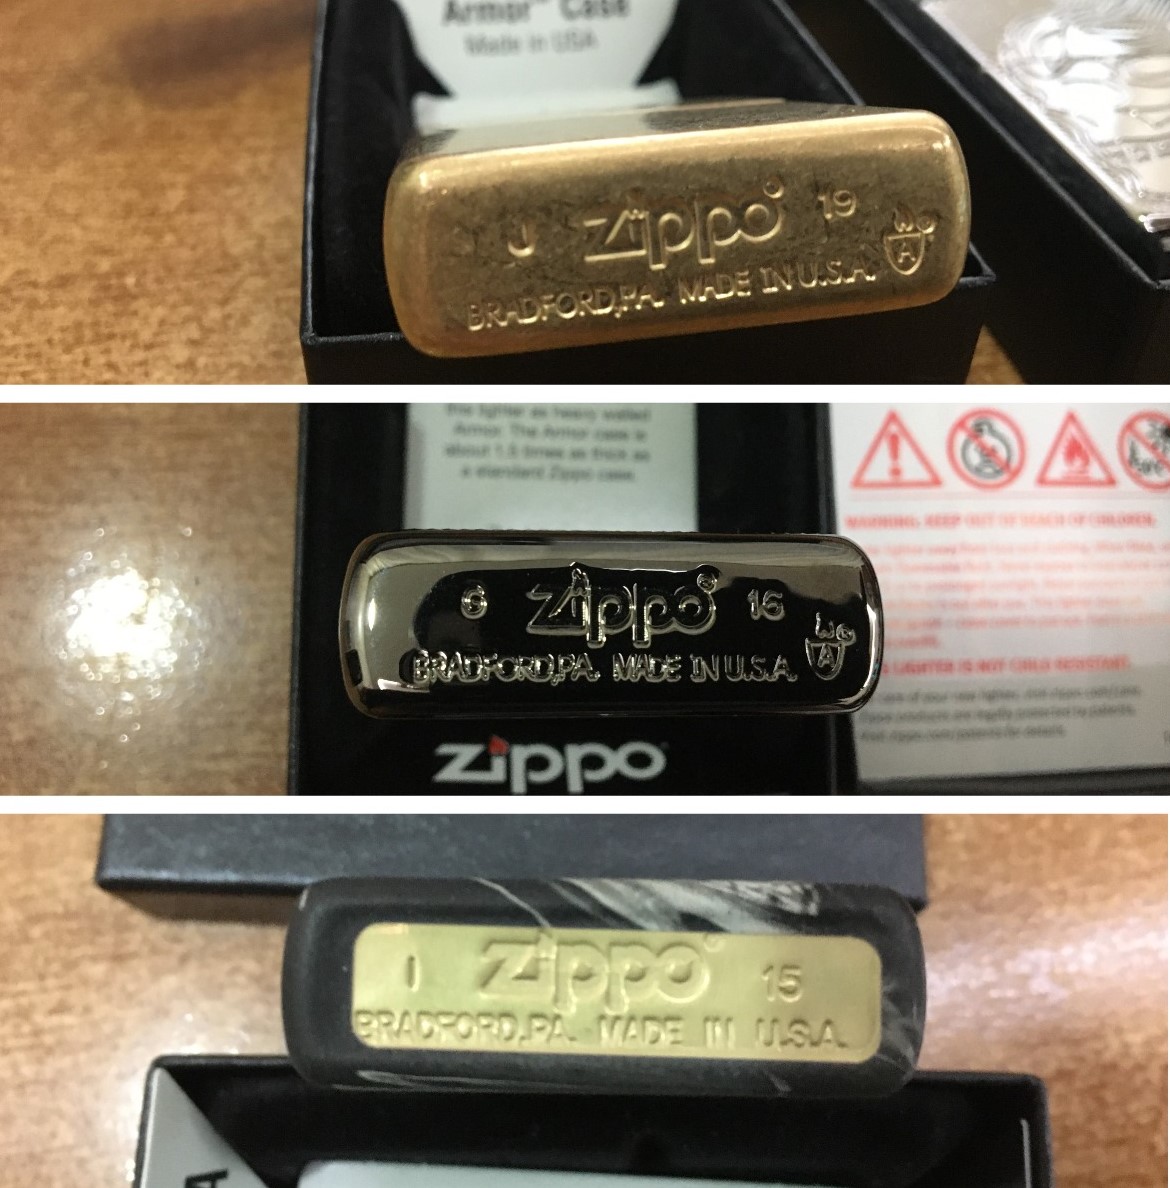 Armor™ Case
Made in USA
J zippo® 19
BRADFORD,PA. MADE IN U.S.A. A
this lighter as heavy walled
Armor. The Armor case is
about 1.5 times as thick as
a standard Zippo case.
WARNING: KEEP OUT OF REACH OF CHILDREN.
G zippo® 16
BRADFORD,PA. MADE IN U.S.A. A
LIGHTER IS NOT CHILD RESISTANT.
zippo
I zippo® 15
BRADFORD,PA. MADE IN U.S.A.
A